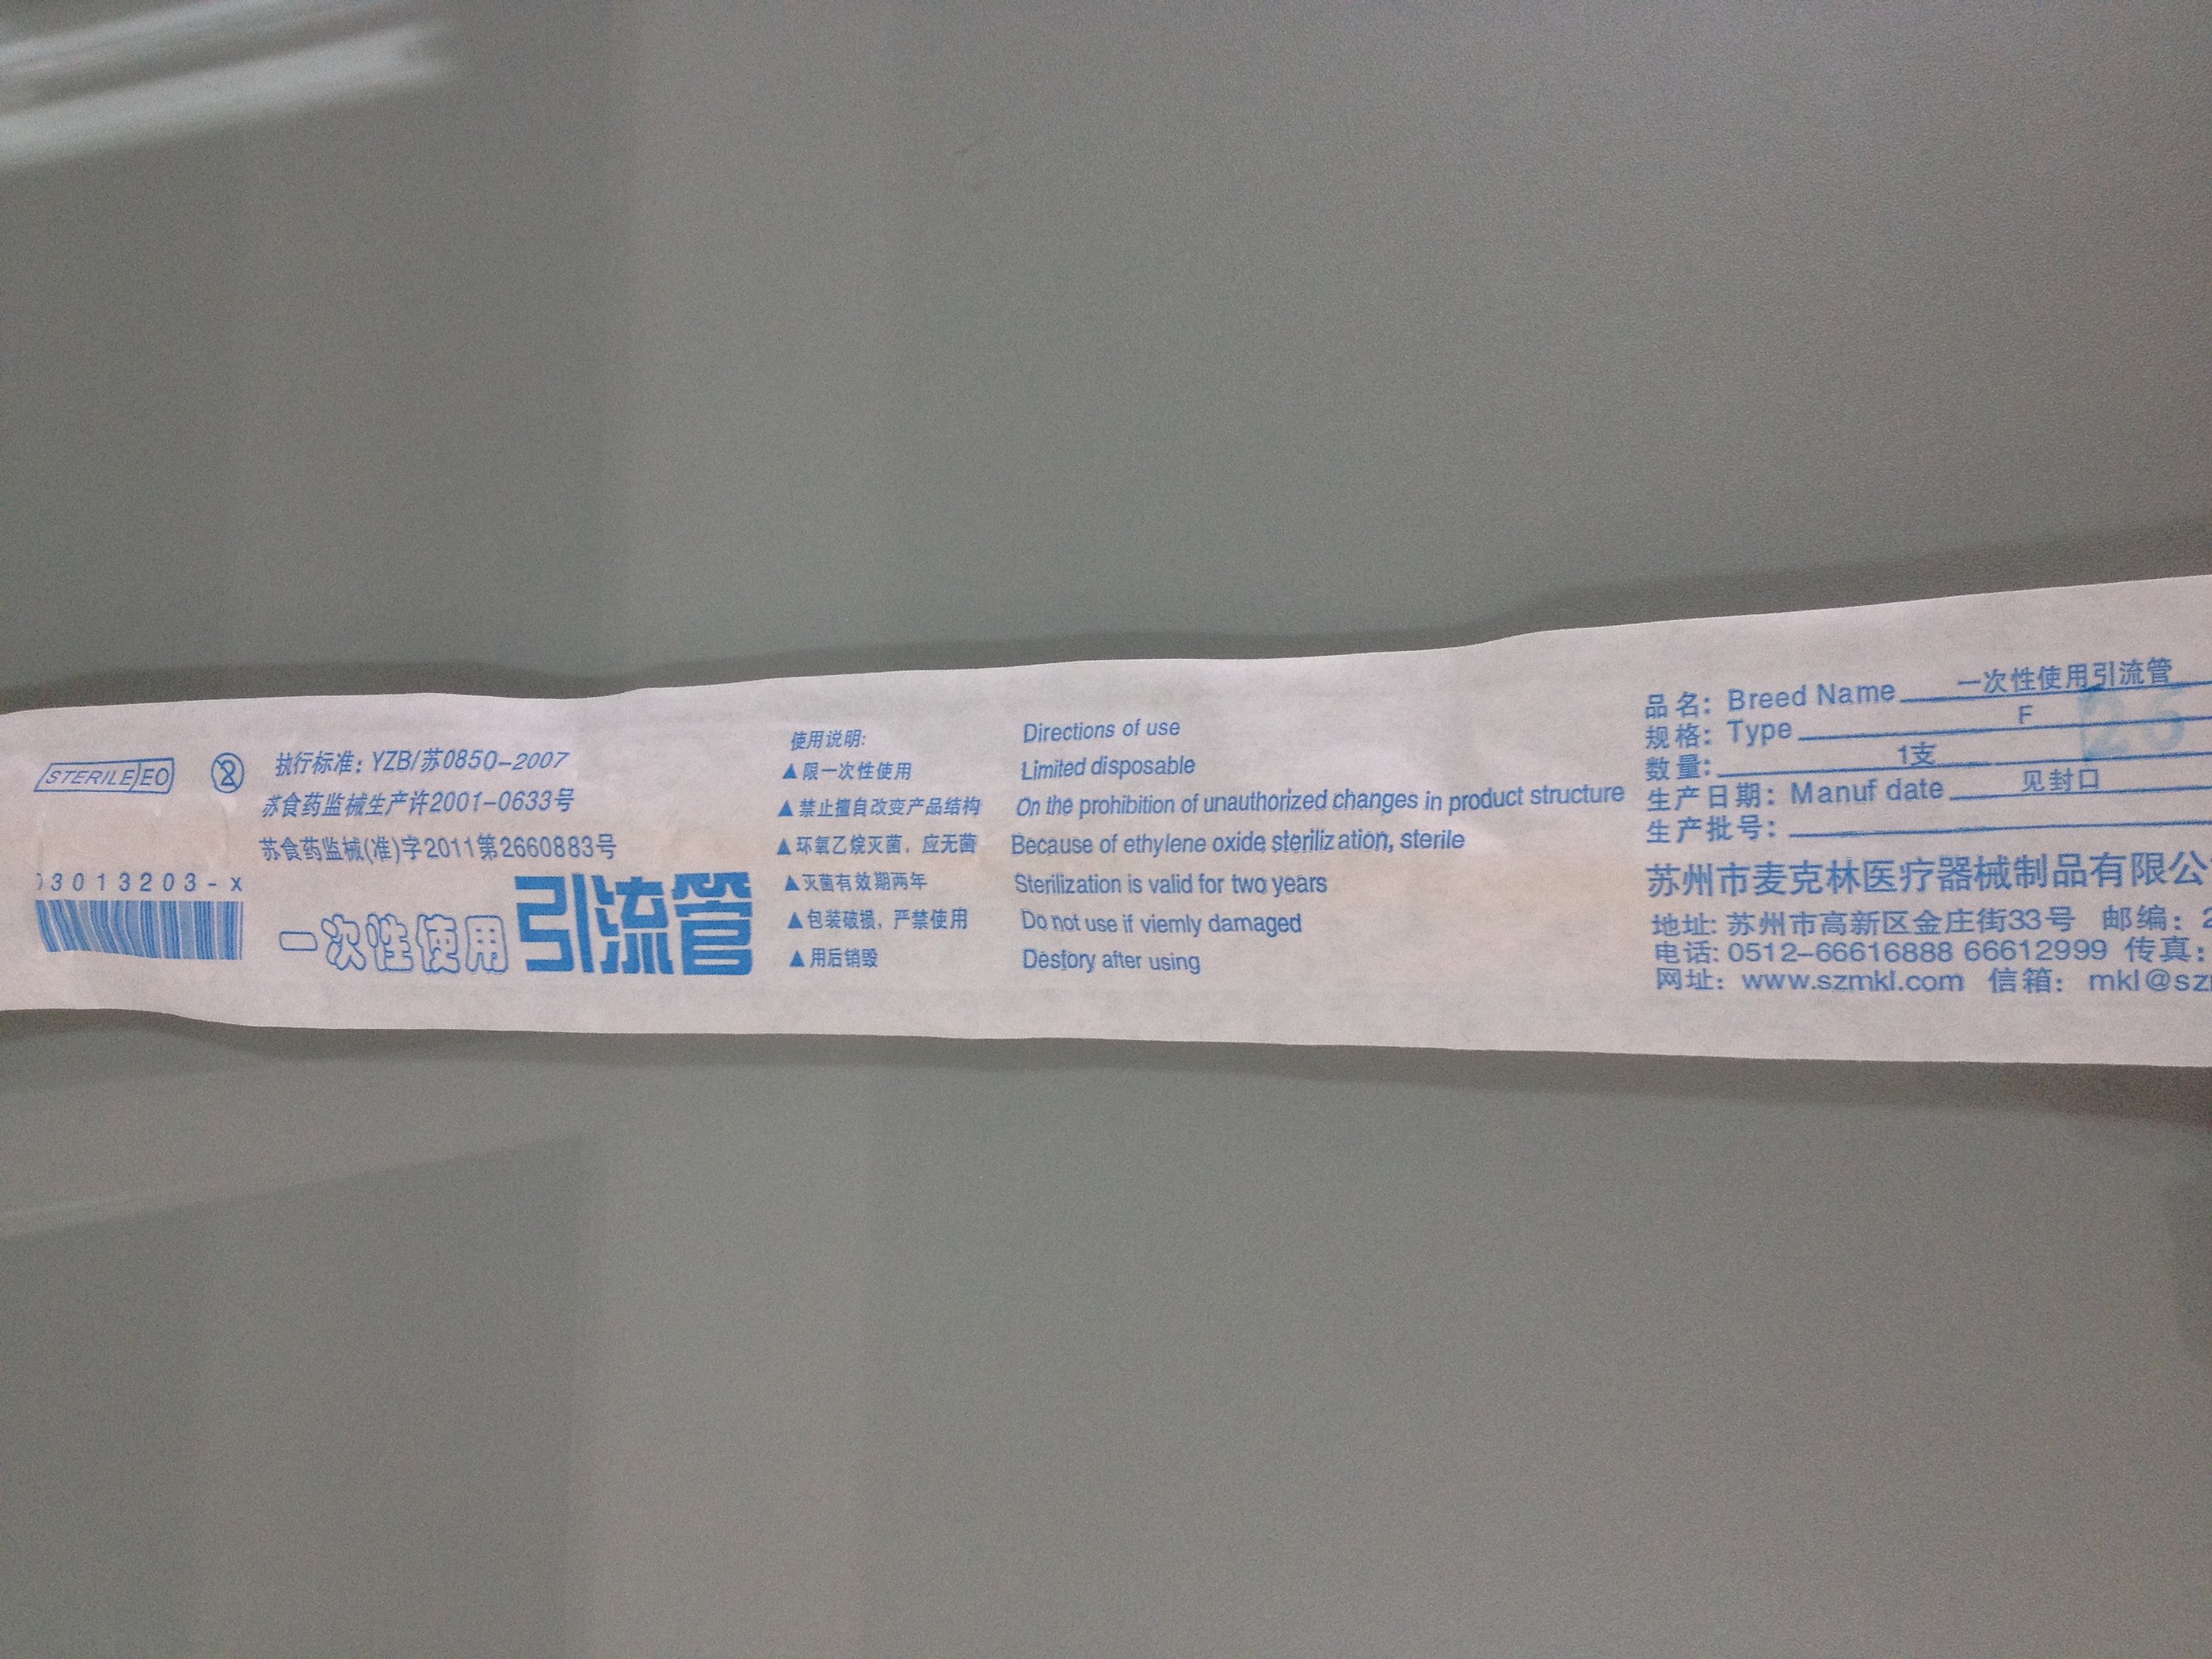 STERILE EO
执行标准：YZB/苏0850-2007
苏食药监械生产许2001-0633号
苏食药监械(准)字2011第2660883号
3013203-x
一次性使用引流管
使用说明:
▲限一次性使用
▲禁止擅自改变产品结构
▲环氧乙烷灭菌，应无菌
▲灭菌有效期两年
▲包装破损，严禁使用
▲用后销毁
Directions of use
Limited disposable
On the prohibition of unauthorized changes in product structure
Because of ethylene oxide sterilization, sterile
Sterilization is valid for two years
Do not use if viemly damaged
Destory after using
品名：Breed Name 一次性使用引流管
规格：Type F 26
数量： 1支
生产日期：Manuf date 见封口
生产批号：
苏州市麦克林医疗器械制品有限公
地址: 苏州市高新区金庄街33号 邮编：2
电话: 0512-66616888 66612999 传真：
网址：www.szmkl.com 信箱：mkl@sz